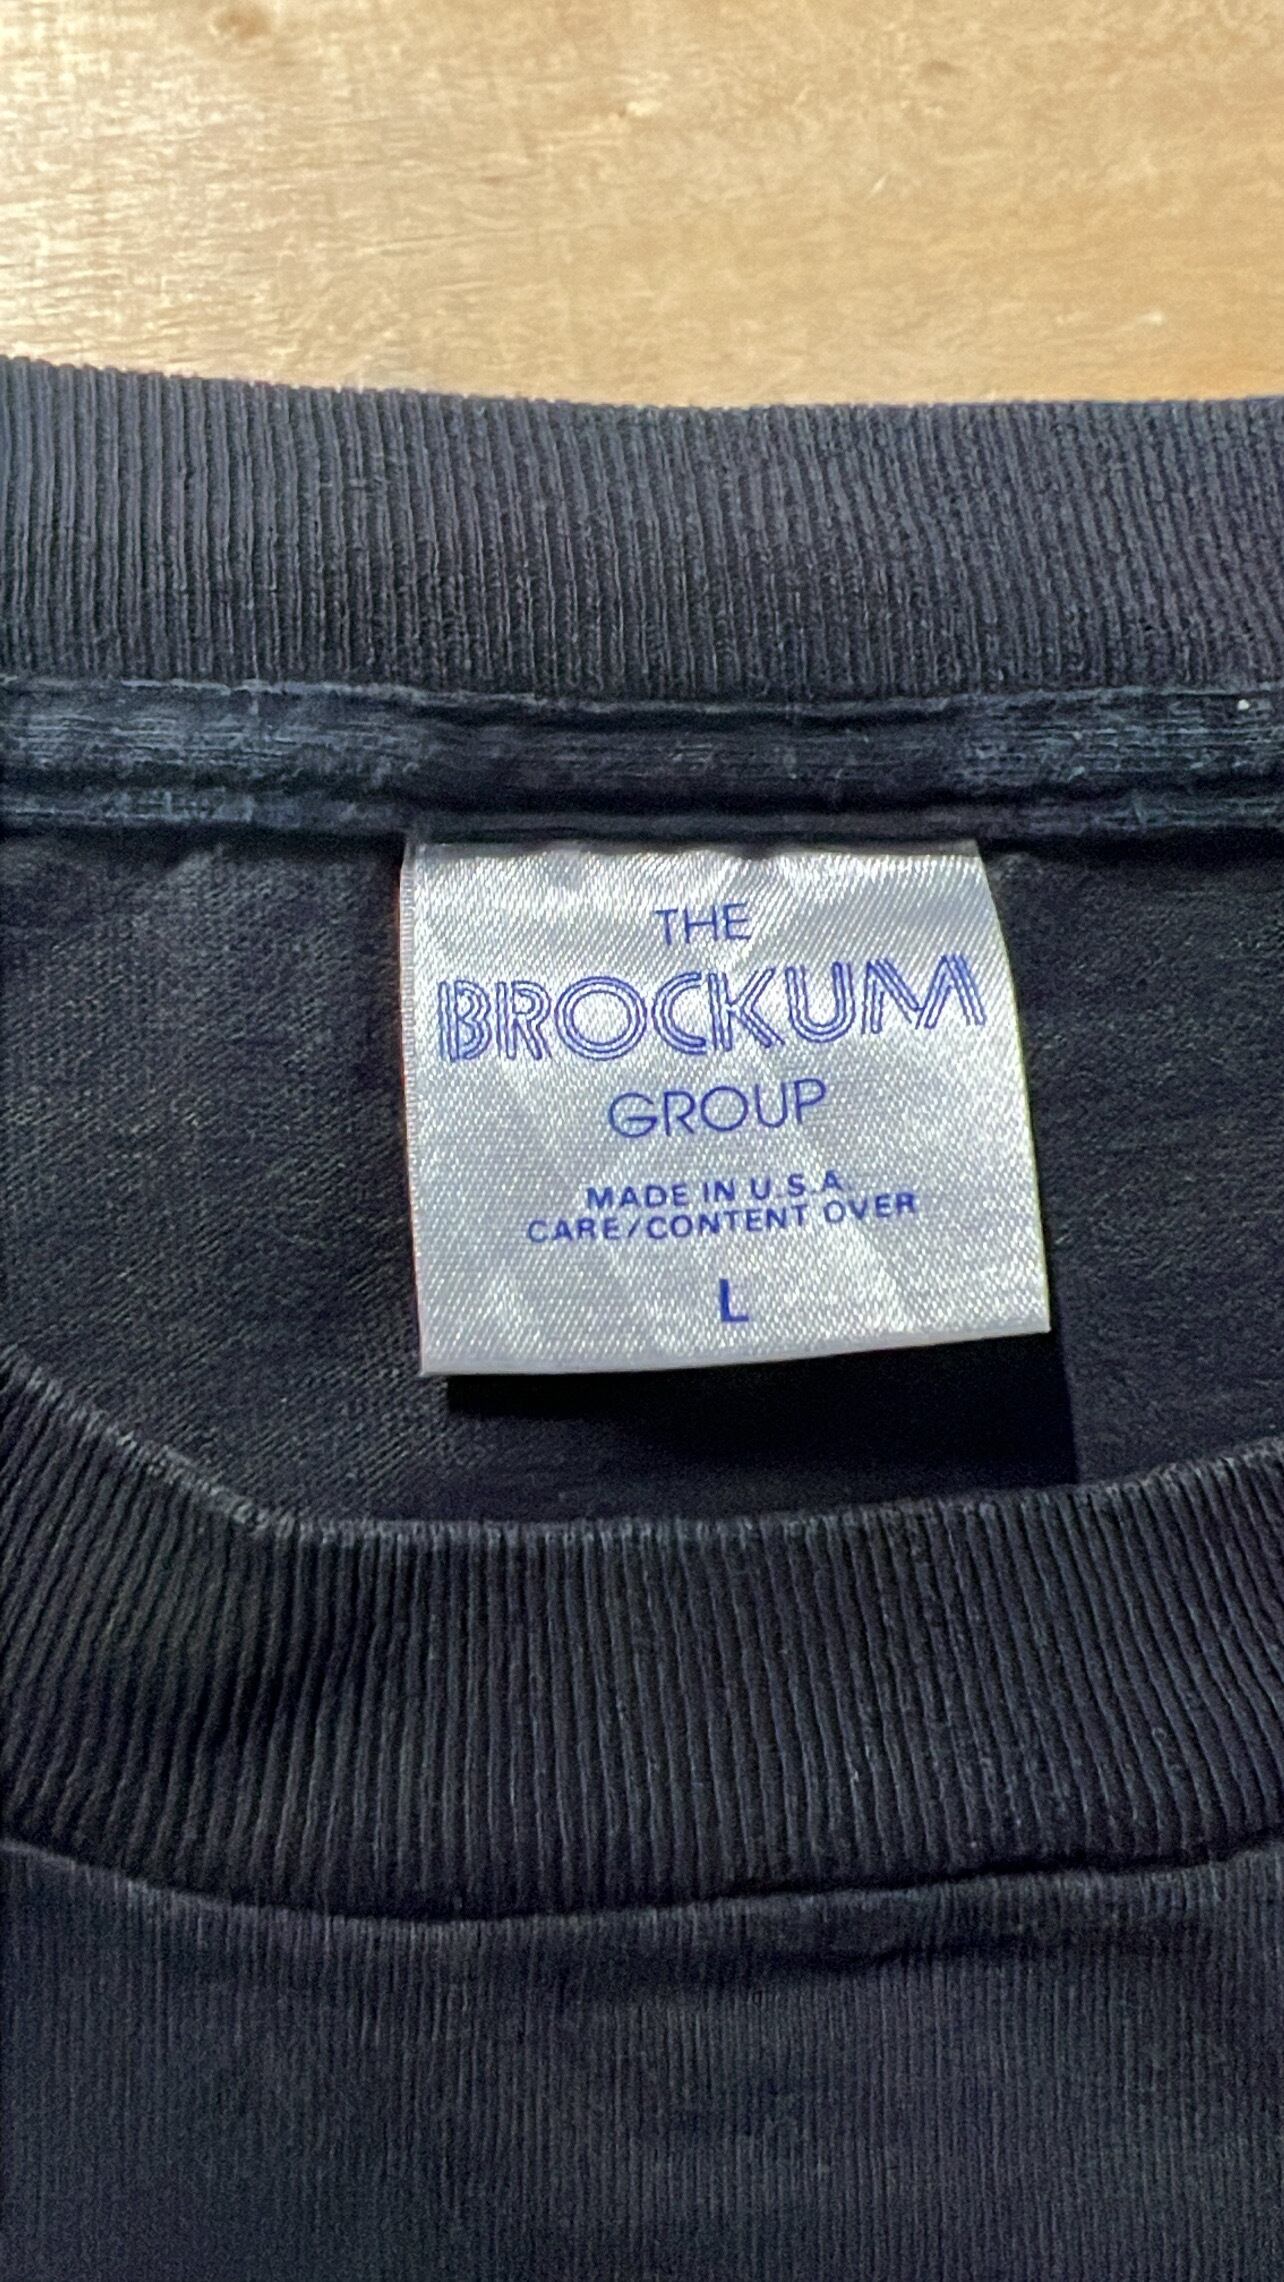 THE
BROCKUM
GROUP
MADE IN U.S.A.
CARE/CONTENT OVER
L